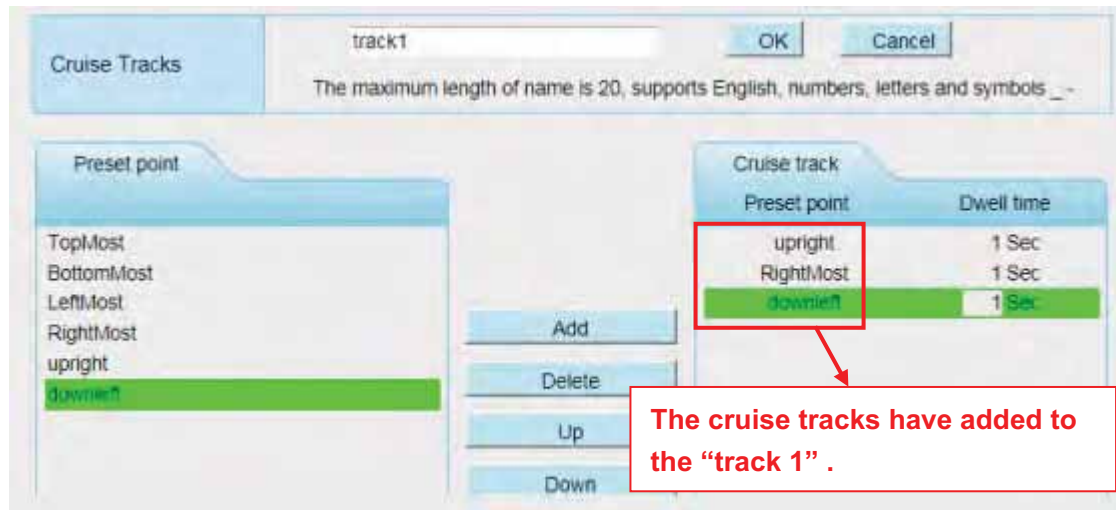 Cruise Tracks
track1
OK
Cancel
The maximum length of name is 20, supports English, numbers, letters and symbols _ -
Preset point
TopMost
BottomMost
LeftMost
RightMost
upright
downleft
Add
Delete
Up
Down
Cruise track
Preset point Dwell time
upright 1 Sec
RightMost 1 Sec
downleft 1 Sec
The cruise tracks have added to
the “track 1” .